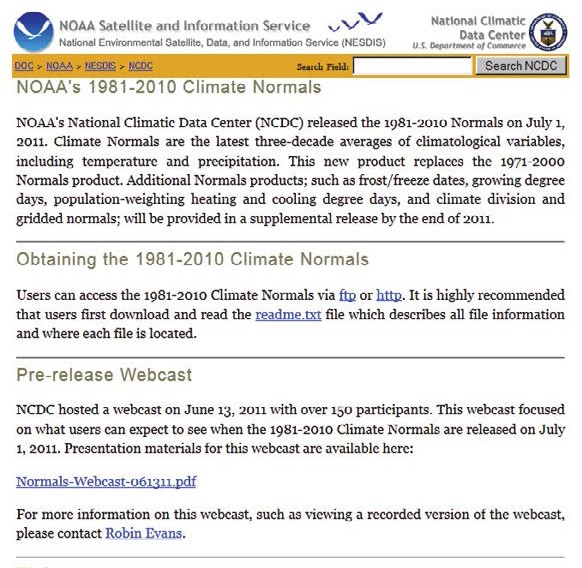 NOAA Satellite and Information Service
National Environmental Satellite, Data, and Information Service (NESDIS)
National Climatic
Data Center
U.S. Department of Commerce
DOC > NOAA > NESDIS > NCDC
Search Field:
Search NCDC
NOAA's 1981-2010 Climate Normals
NOAA's National Climatic Data Center (NCDC) released the 1981-2010 Normals on July 1,
2011. Climate Normals are the latest three-decade averages of climatological variables,
including temperature and precipitation. This new product replaces the 1971-2000
Normals product. Additional Normals products; such as frost/freeze dates, growing degree
days, population-weighting heating and cooling degree days, and climate division and
gridded normals; will be provided in a supplemental release by the end of 2011.
Obtaining the 1981-2010 Climate Normals
Users can access the 1981-2010 Climate Normals via ftp or http. It is highly recommended
that users first download and read the readme.txt file which describes all file information
and where each file is located.
Pre-release Webcast
NCDC hosted a webcast on June 13, 2011 with over 150 participants. This webcast focused
on what users can expect to see when the 1981-2010 Climate Normals are released on July
1, 2011. Presentation materials for this webcast are available here:
Normals-Webcast-061311.pdf
For more information on this webcast, such as viewing a recorded version of the webcast,
please contact Robin Evans.